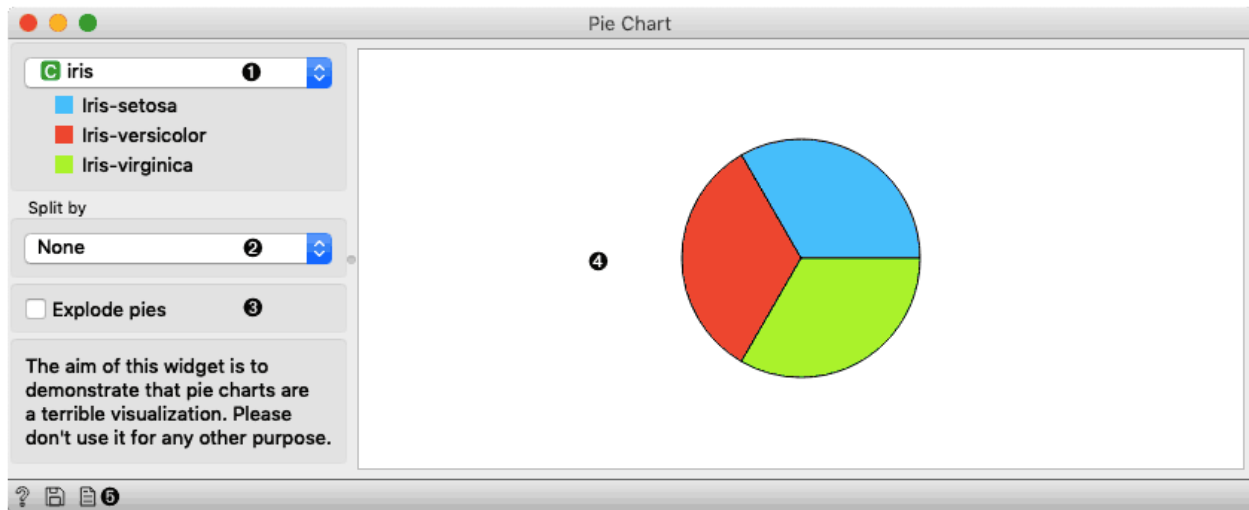 Pie Chart
C iris ❶
Iris-setosa
Iris-versicolor
Iris-virginica
Split by
None ❷
❹
Explode pies ❸
The aim of this widget is to
demonstrate that pie charts are
a terrible visualization. Please
don't use it for any other purpose.
? ❺